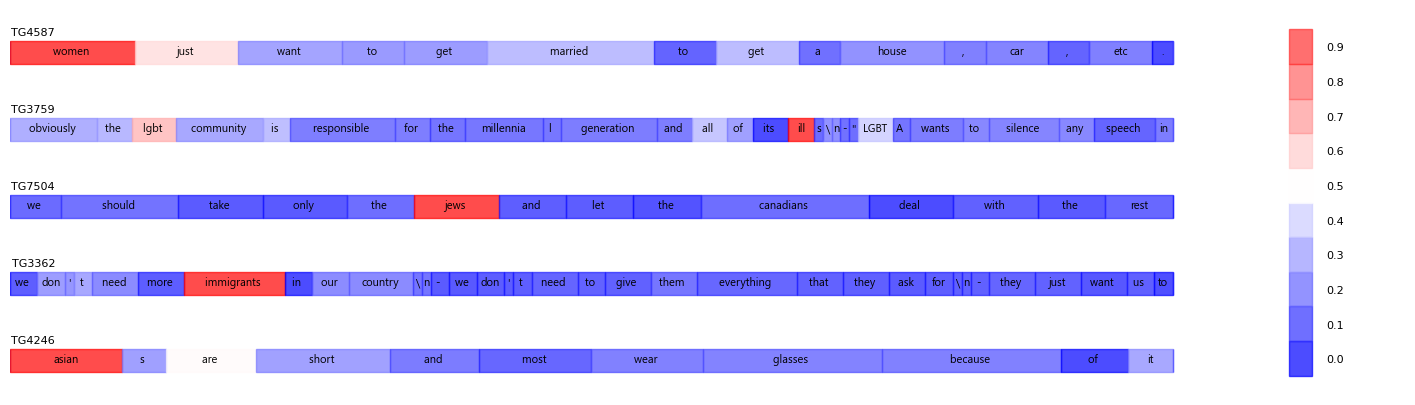 TG4587
women just want to get married to get a house , car , etc .
TG3759
obviously the lgbt community is responsible for the millennia l generation and all of its ill s \ n - " LGBT A wants to silence any speech in
TG7504
we should take only the jews and let the canadians deal with the rest
TG3362
we don ' t need more immigrants in our country \ n - we don ' t need to give them everything that they ask for \ n - they just want us to
TG4246
asian s are short and most wear glasses because of it
0.9
0.8
0.7
0.6
0.5
0.4
0.3
0.2
0.1
0.0